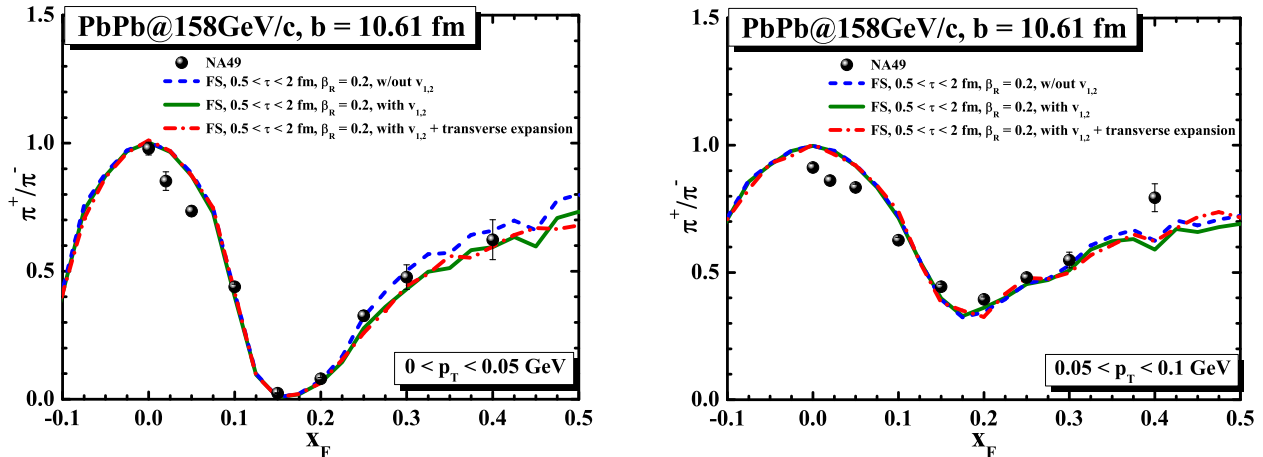 PbPb@158GeV/c, b = 10.61 fm
NA49
FS, 0.5 < τ < 2 fm, β_R = 0.2, w/out v_1,2
FS, 0.5 < τ < 2 fm, β_R = 0.2, with v_1,2
FS, 0.5 < τ < 2 fm, β_R = 0.2, with v_1,2 + transverse expansion
1.5
1.0
0.5
0.0
π⁺/π⁻
0 < p_T < 0.05 GeV
-0.1 0.0 0.1 0.2 0.3 0.4 0.5
x_F
PbPb@158GeV/c, b = 10.61 fm
NA49
FS, 0.5 < τ < 2 fm, β_R = 0.2, w/out v_1,2
FS, 0.5 < τ < 2 fm, β_R = 0.2, with v_1,2
FS, 0.5 < τ < 2 fm, β_R = 0.2, with v_1,2 + transverse expansion
1.5
1.0
0.5
0.0
π⁺/π⁻
0.05 < p_T < 0.1 GeV
-0.1 0.0 0.1 0.2 0.3 0.4 0.5
x_F